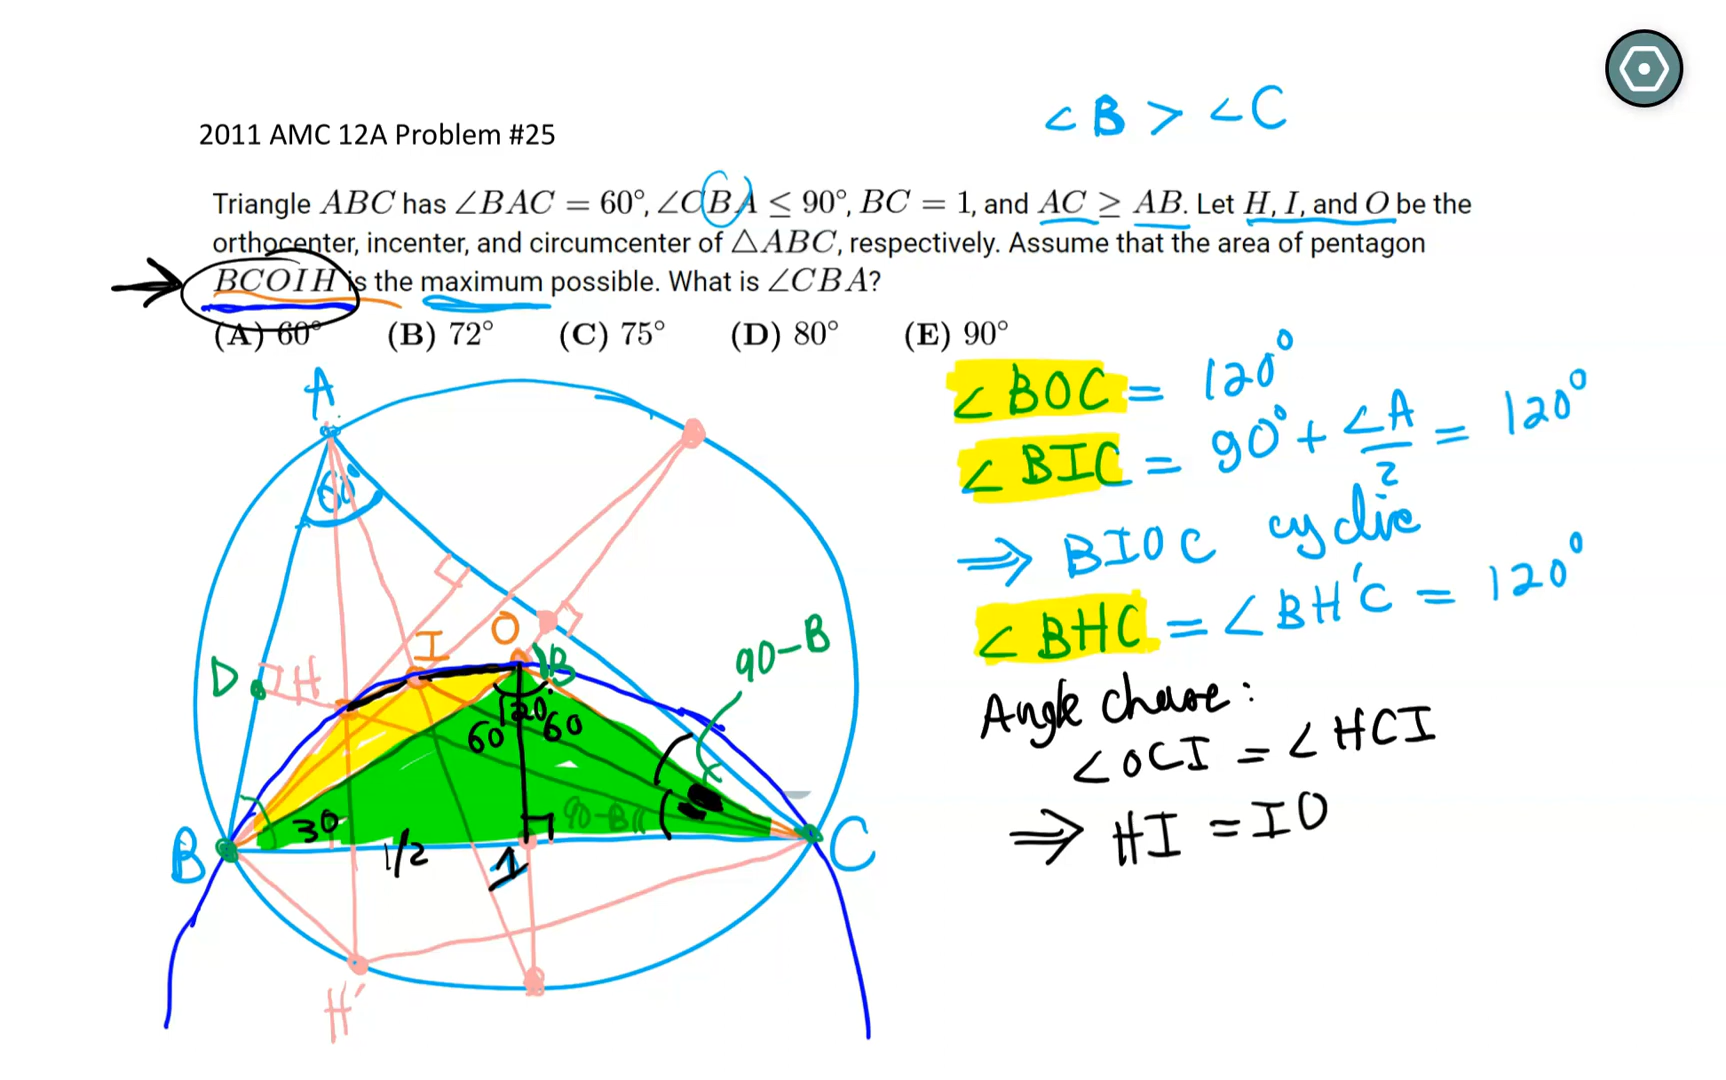 ∠B > ∠C
2011 AMC 12A Problem #25
Triangle ABC has ∠BAC = 60°, ∠CBA ≤ 90°, BC = 1, and AC ≥ AB. Let H, I, and O be the
orthocenter, incenter, and circumcenter of △ABC, respectively. Assume that the area of pentagon
BCOIH is the maximum possible. What is ∠CBA?
(A) 60° (B) 72° (C) 75° (D) 80° (E) 90°
∠BOC = 120°
∠BIC = 90° + ∠A/2 = 120°
⇒ BIOC cyclic
∠BHC = ∠BH'C = 120°
Angle chase:
∠OCI = ∠HCI
⇒ HI = IO
A
60°
I
O
B
90-B
D
H
120
60
60
30
90-B
B
1/2
1
C
H'